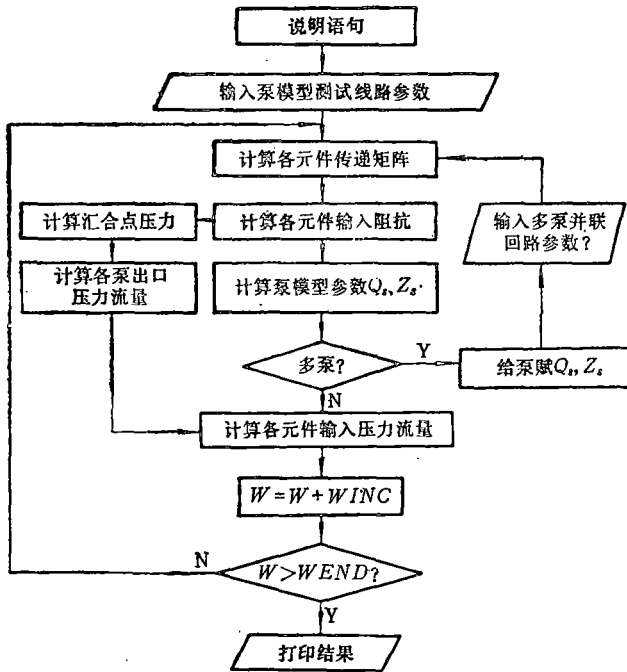 说明语句
输入泵模型测试线路参数
计算各元件传递矩阵
计算汇合点压力
计算各元件输入阻抗
输入多泵并联
回路参数？
计算各泵出口
压力流量
计算泵模型参数Qs、Zs
多泵？
Y
给泵赋Qs, Zs
N
计算各元件输入压力流量
W = W + WINC
N
W > WEND?
Y
打印结果